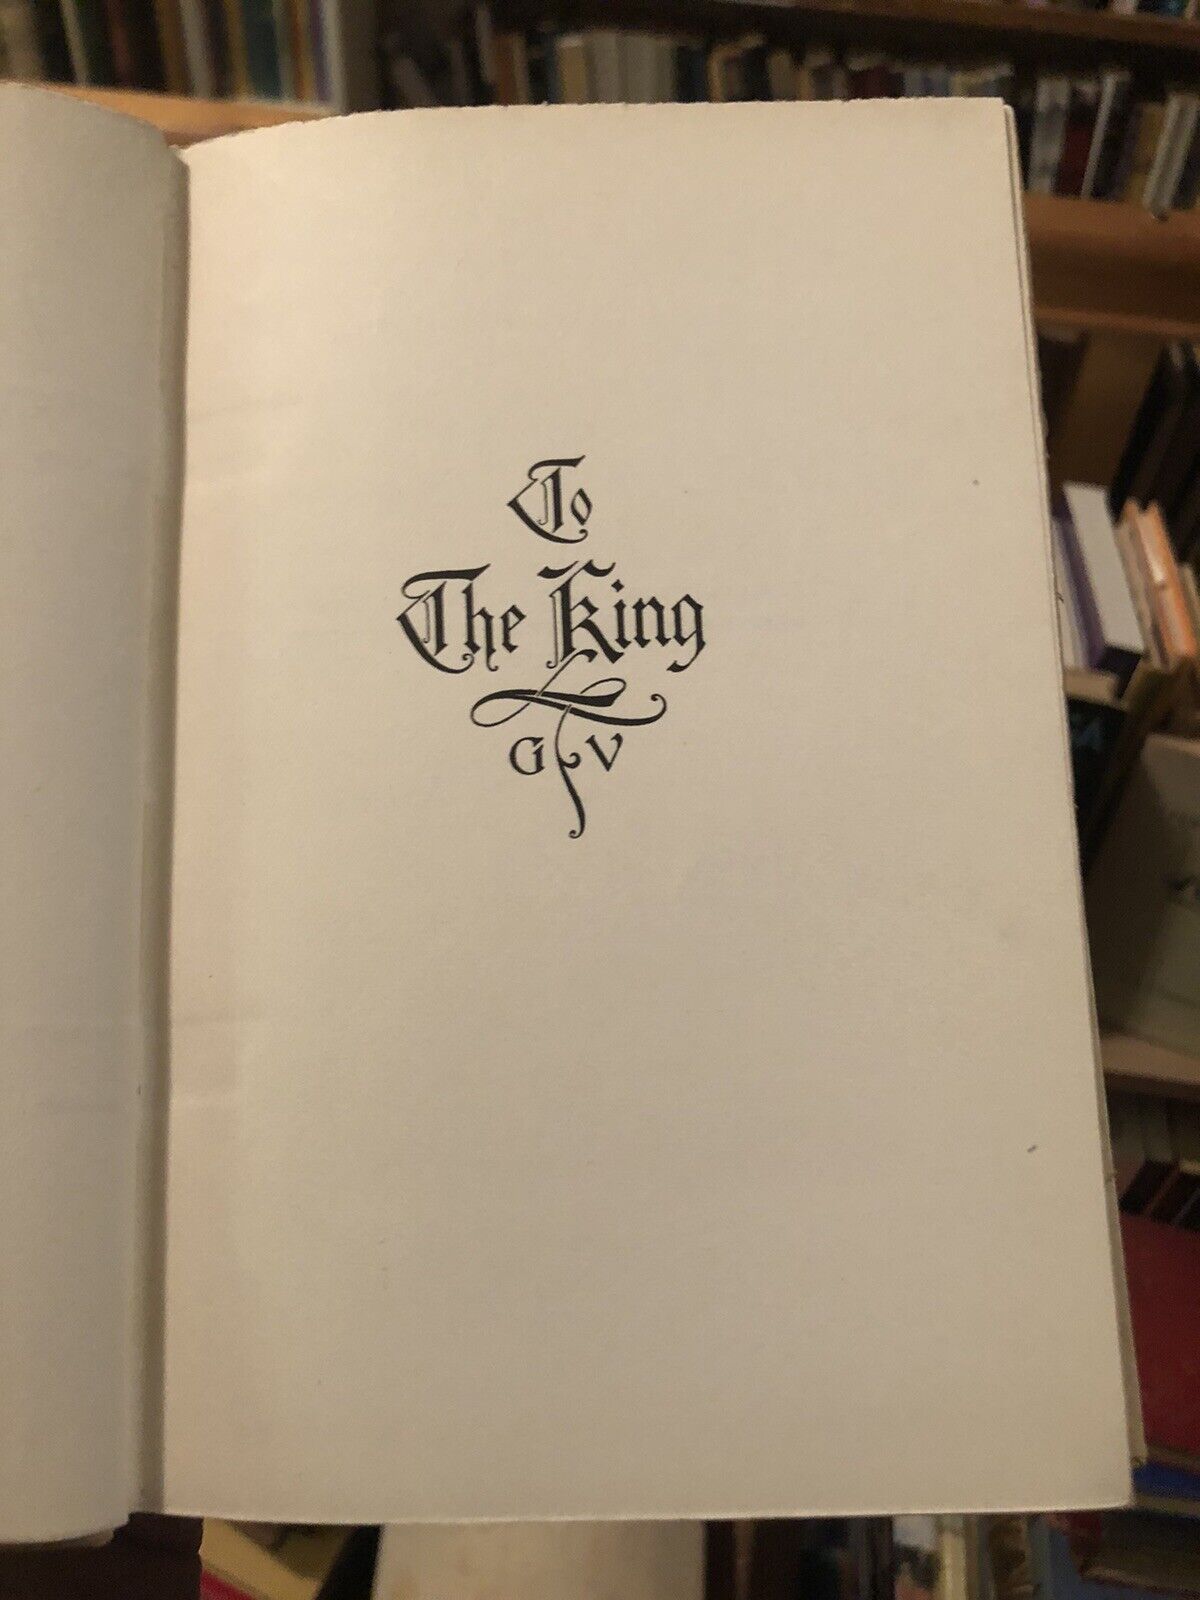 To
The King
G V